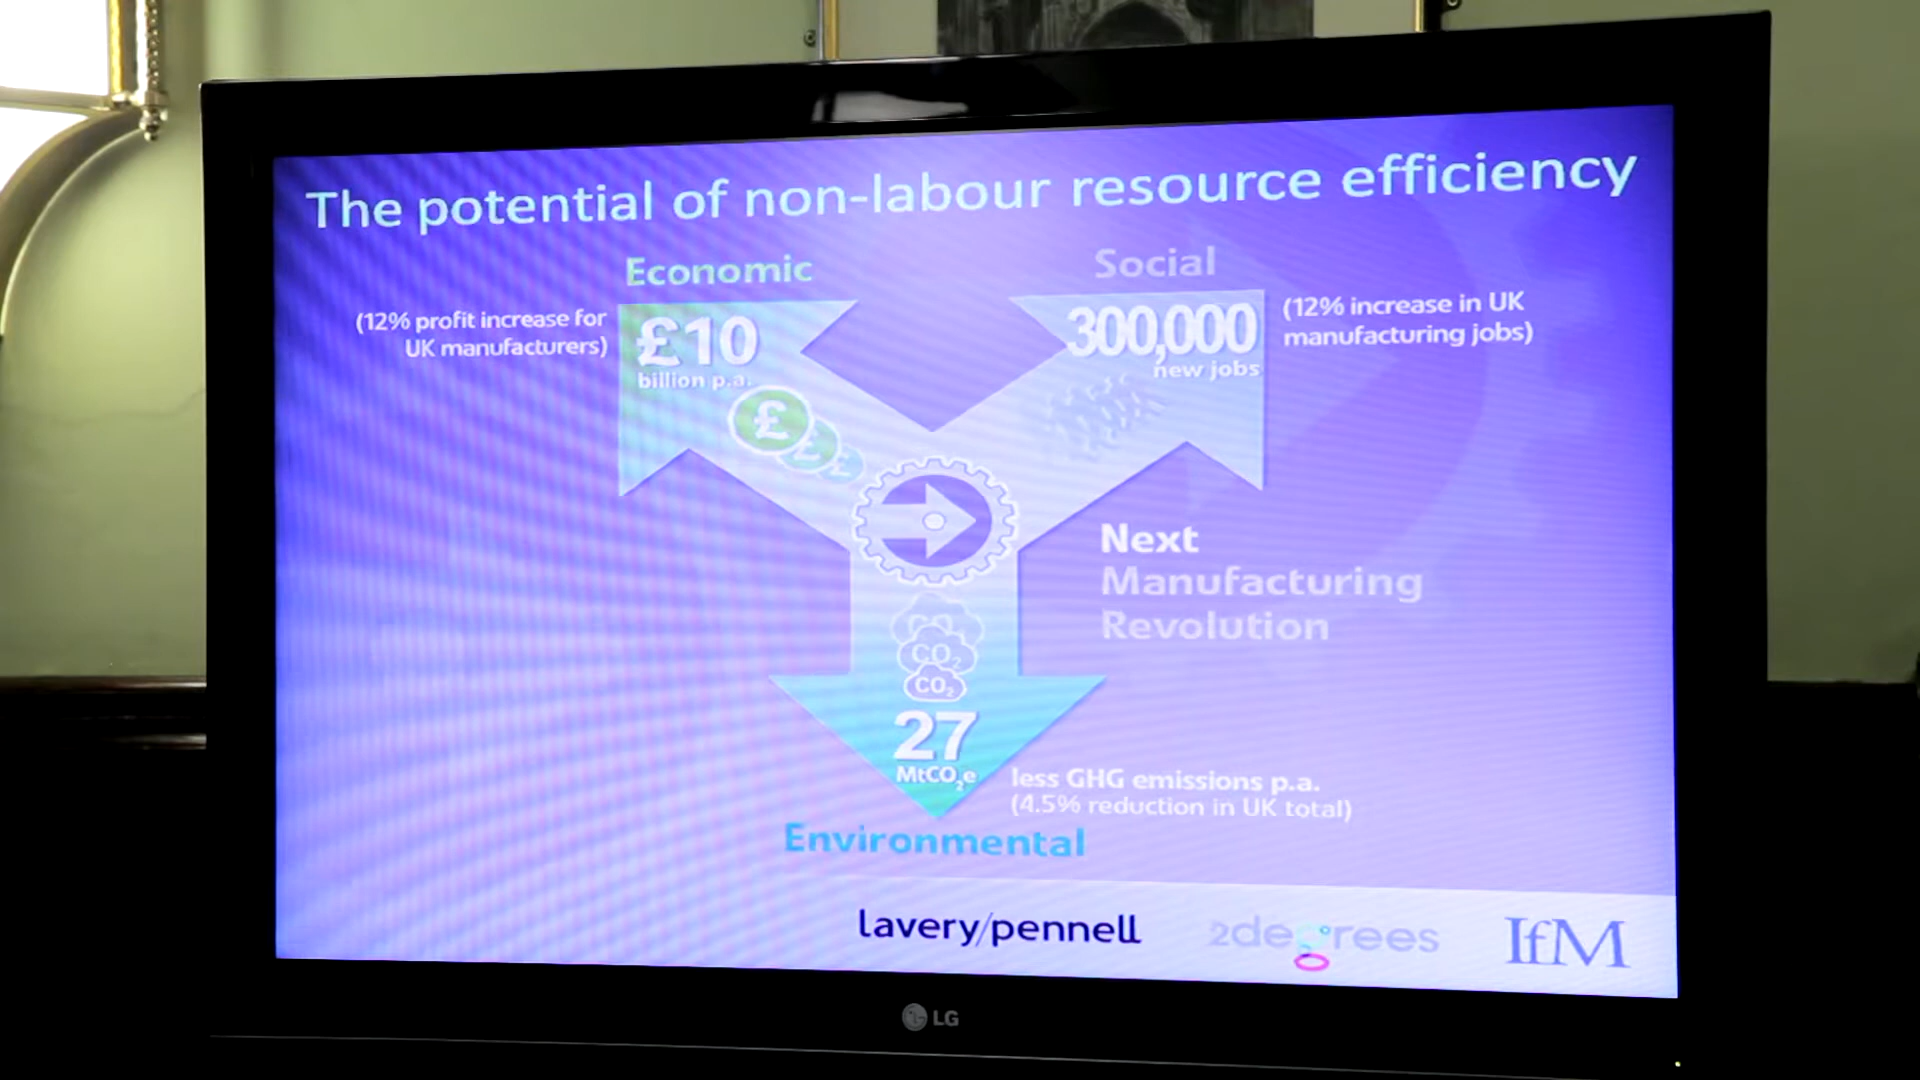 The potential of non-labour resource efficiency
Economic
(12% profit increase for
UK manufacturers)
£10
billion p.a.
£
£
£
Social
300,000
new jobs
(12% increase in UK
manufacturing jobs)
Next
Manufacturing
Revolution
CO
CO₂
CO₂
27
MtCO₂e
less GHG emissions p.a.
(4.5% reduction in UK total)
Environmental
lavery/pennell
2degrees
IfM
LG